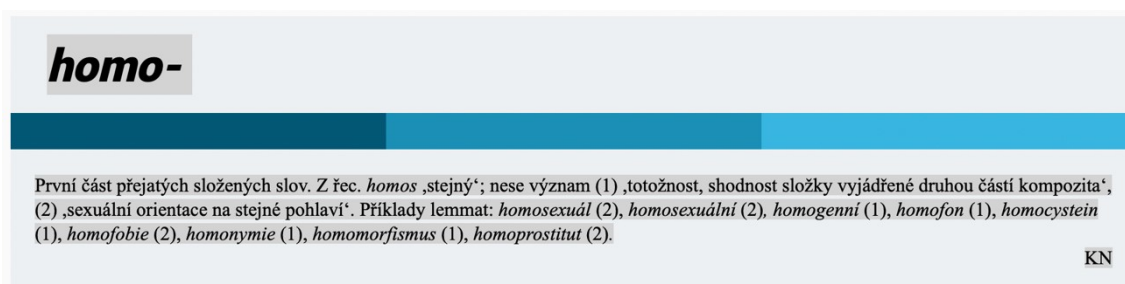 homo-
První část přejatých složených slov. Z řec. homos ‚stejný‘; nese význam (1) ‚totožnost, shodnost složky vyjádřené druhou částí kompozita‘,
(2) ‚sexuální orientace na stejné pohlaví‘. Příklady lemmat: homosexuál (2), homosexuální (2), homogenní (1), homofon (1), homocystein
(1), homofobie (2), homonymie (1), homomorfismus (1), homoprostitut (2).
KN